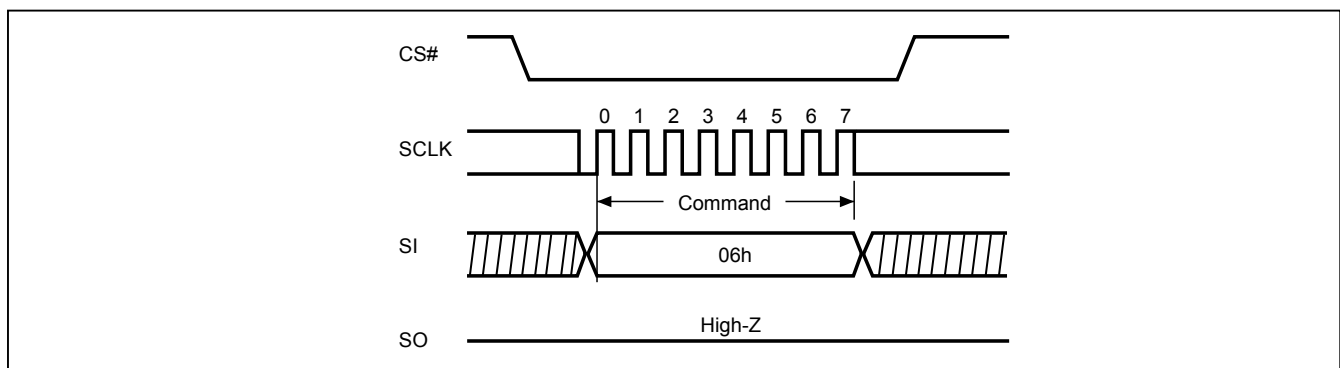 CS#
0 1 2 3 4 5 6 7
SCLK
Command
SI
06h
High-Z
SO